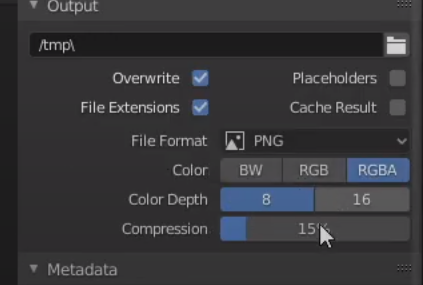 Output
/tmp\
Overwrite Placeholders
File Extensions Cache Result
File Format PNG
Color BW RGB RGBA
Color Depth 8 16
Compression 15%
Metadata